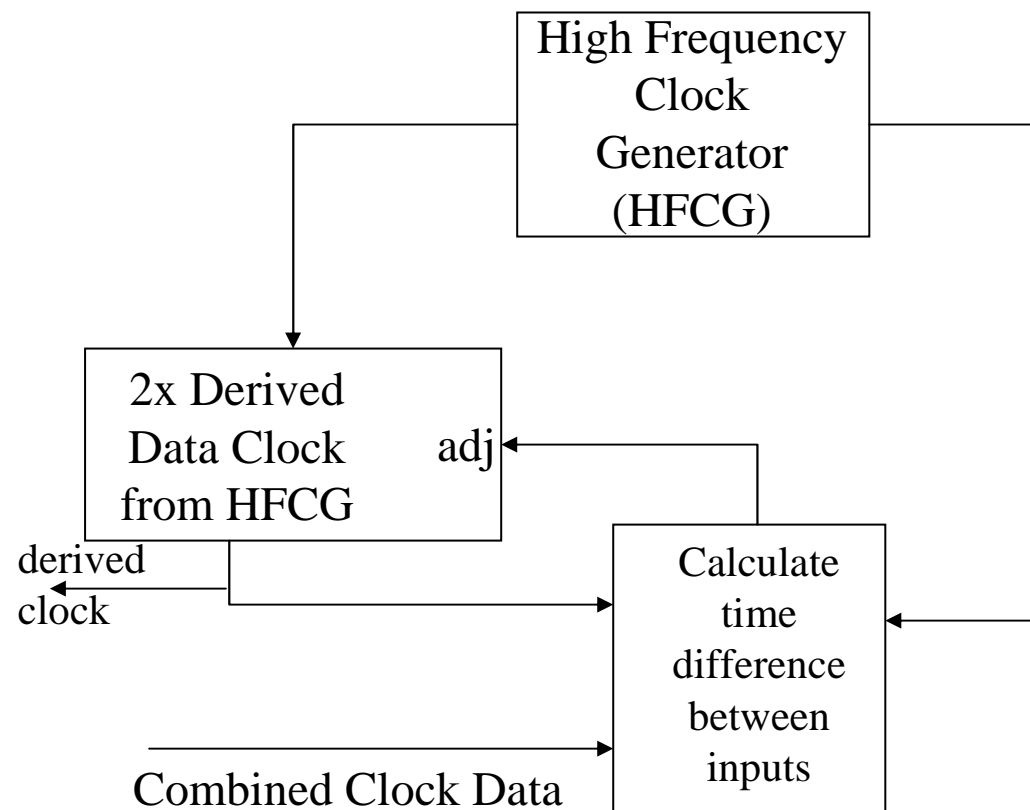 High Frequency
Clock
Generator
(HFCG)
2x Derived
Data Clock
from HFCG
adj
derived
clock
Calculate
time
difference
between
inputs
Combined Clock Data